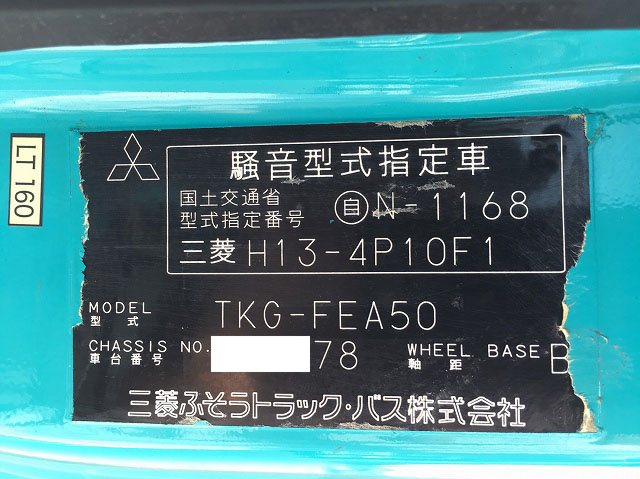 LT 160
騒音型式指定車
国土交通省
型式指定番号
自 N-1168
三菱 H13-4P10F1
MODEL
型式
TKG-FEA50
CHASSIS NO.
車台番号
78
WHEEL BASE
軸距
B
三菱ふそうトラック・バス株式会社